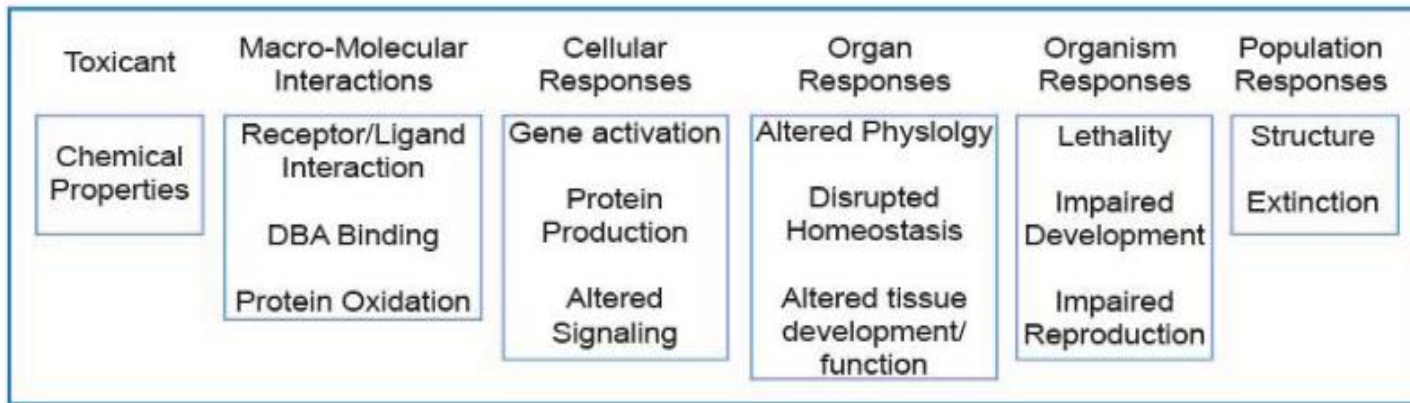 Toxicant
Chemical
Properties
Macro-Molecular
Interactions
Receptor/Ligand
Interaction
DBA Binding
Protein Oxidation
Cellular
Responses
Gene activation
Protein
Production
Altered
Signaling
Organ
Responses
Altered Physlolgy
Disrupted
Homeostasis
Altered tissue
development/
function
Organism
Responses
Lethality
Impaired
Development
Impaired
Reproduction
Population
Responses
Structure
Extinction